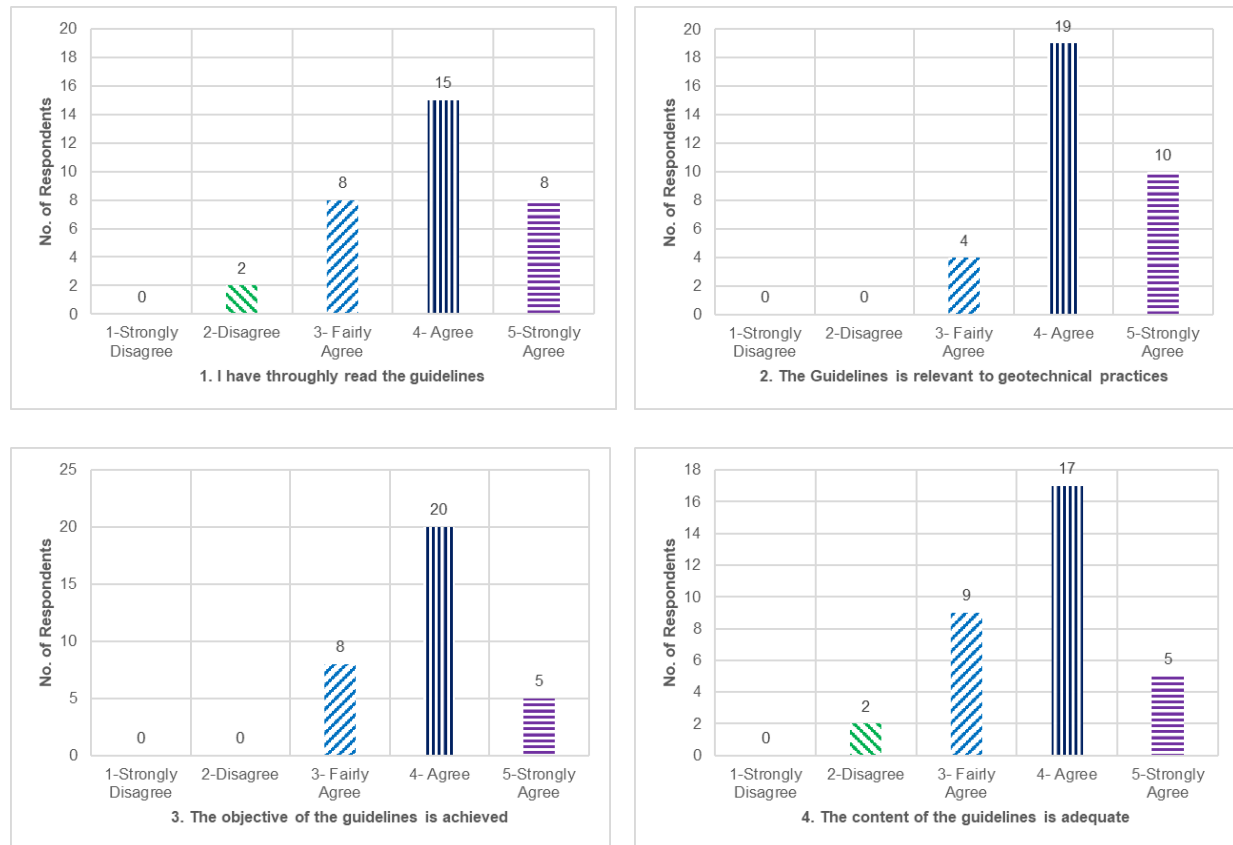 20
18
16
14
12
10
8
6
4
2
0
No. of Respondents
0
2
8
15
8
1-Strongly
Disagree
2-Disagree
3- Fairly
Agree
4- Agree
5-Strongly
Agree
1. I have throughly read the guidelines
20
18
16
14
12
10
8
6
4
2
0
No. of Respondents
0
0
4
19
10
1-Strongly
Disagree
2-Disagree
3- Fairly
Agree
4- Agree
5-Strongly
Agree
2. The Guidelines is relevant to geotechnical practices
25
20
15
10
5
0
No. of Respondents
0
0
8
20
5
1-Strongly
Disagree
2-Disagree
3- Fairly
Agree
4- Agree
5-Strongly
Agree
3. The objective of the guidelines is achieved
18
16
14
12
10
8
6
4
2
0
No. of Respondents
0
2
9
17
5
1-Strongly
Disagree
2-Disagree
3- Fairly
Agree
4- Agree
5-Strongly
Agree
4. The content of the guidelines is adequate